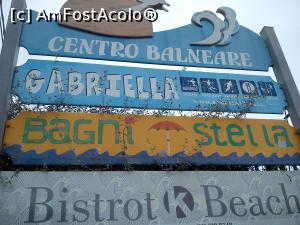 [c] AmFostAcolo®
CENTRO BALNEARE
GABRIELLA
BAGNI STELLA
Bistrot K Beach